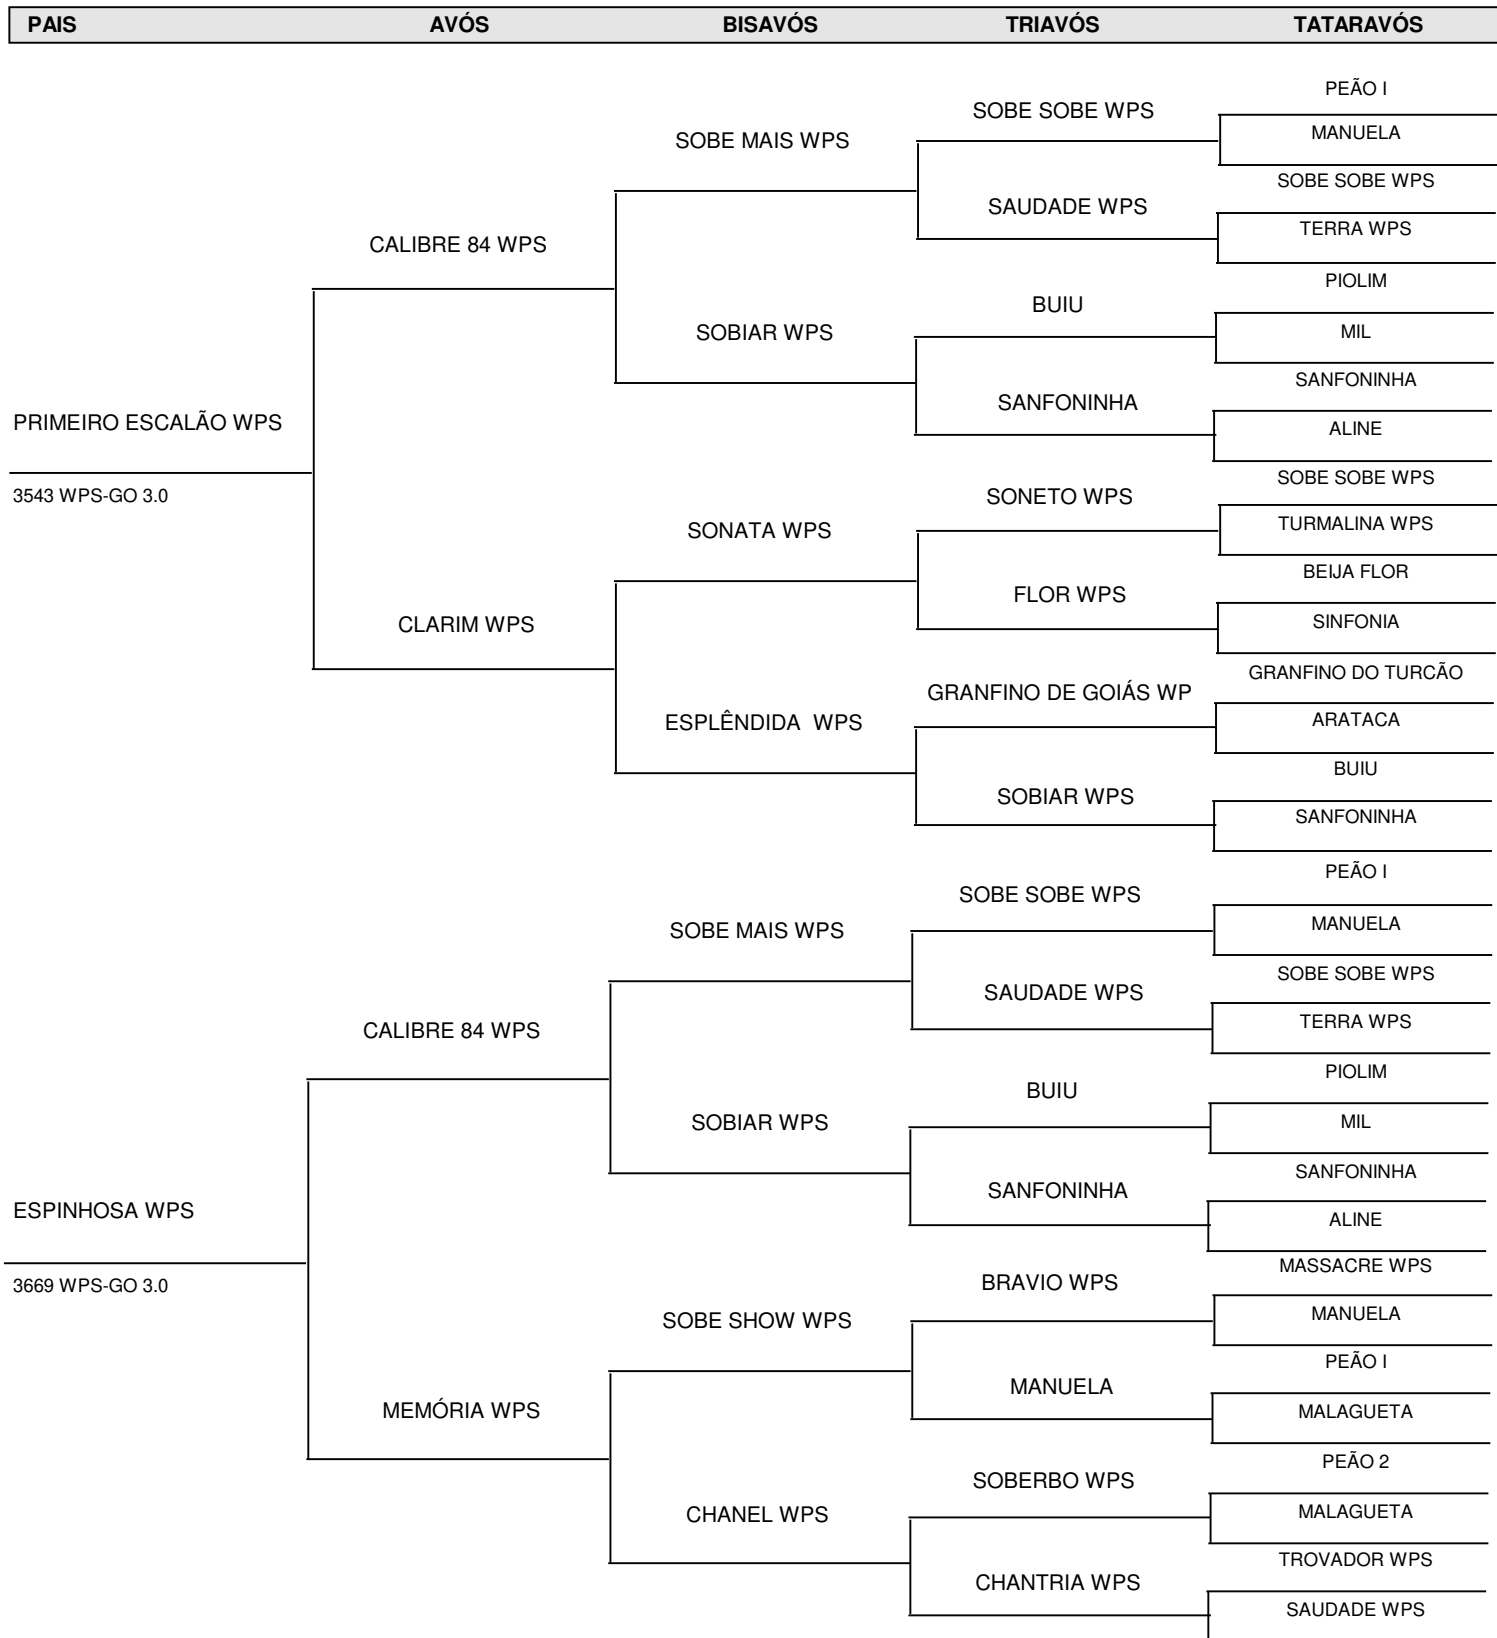 PAIS AVÓS BISAVÓS TRIAVÓS TATARAVÓS
PEÃO I
SOBE SOBE WPS
MANUELA
SOBE MAIS WPS
SOBE SOBE WPS
SAUDADE WPS
TERRA WPS
CALIBRE 84 WPS
PIOLIM
BUIU
MIL
SOBIAR WPS
SANFONINHA
SANFONINHA
PRIMEIRO ESCALÃO WPS
ALINE
SOBE SOBE WPS
3543 WPS-GO 3.0
SONETO WPS
TURMALINA WPS
SONATA WPS
BEIJA FLOR
FLOR WPS
SINFONIA
CLARIM WPS
GRANFINO DO TURCÃO
GRANFINO DE GOIÁS WP
ARATACA
ESPLÊNDIDA WPS
BUIU
SOBIAR WPS
SANFONINHA
PEÃO I
SOBE SOBE WPS
MANUELA
SOBE MAIS WPS
SOBE SOBE WPS
SAUDADE WPS
TERRA WPS
CALIBRE 84 WPS
PIOLIM
BUIU
MIL
SOBIAR WPS
SANFONINHA
SANFONINHA
ESPINHOSA WPS
ALINE
MASSACRE WPS
3669 WPS-GO 3.0
BRAVIO WPS
MANUELA
SOBE SHOW WPS
PEÃO I
MANUELA
MEMÓRIA WPS
MALAGUETA
PEÃO 2
SOBERBO WPS
MALAGUETA
CHANEL WPS
TROVADOR WPS
CHANTRIA WPS
SAUDADE WPS